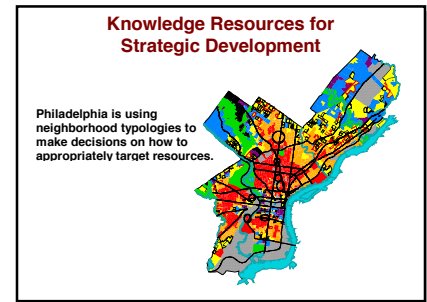 Knowledge Resources for
Strategic Development
Philadelphia is using
neighborhood typologies to
make decisions on how to
appropriately target resources.